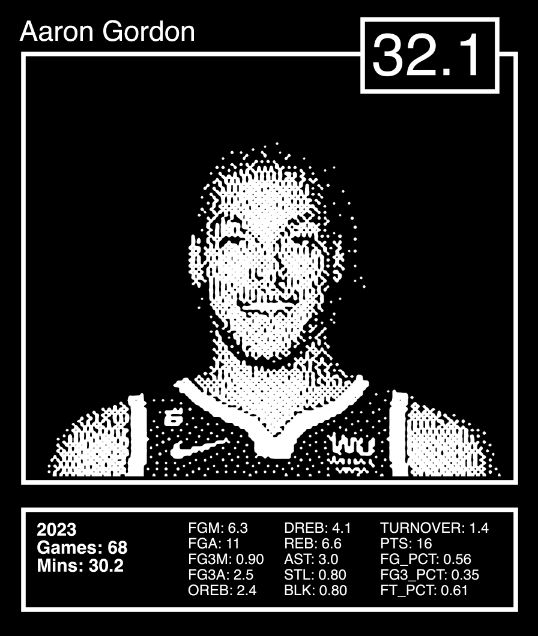 Aaron Gordon
32.1
6
WU
2023
Games: 68
Mins: 30.2
FGM: 6.3
FGA: 11
FG3M: 0.90
FG3A: 2.5
OREB: 2.4
DREB: 4.1
REB: 6.6
AST: 3.0
STL: 0.80
BLK: 0.80
TURNOVER: 1.4
PTS: 16
FG_PCT: 0.56
FG3_PCT: 0.35
FT_PCT: 0.61